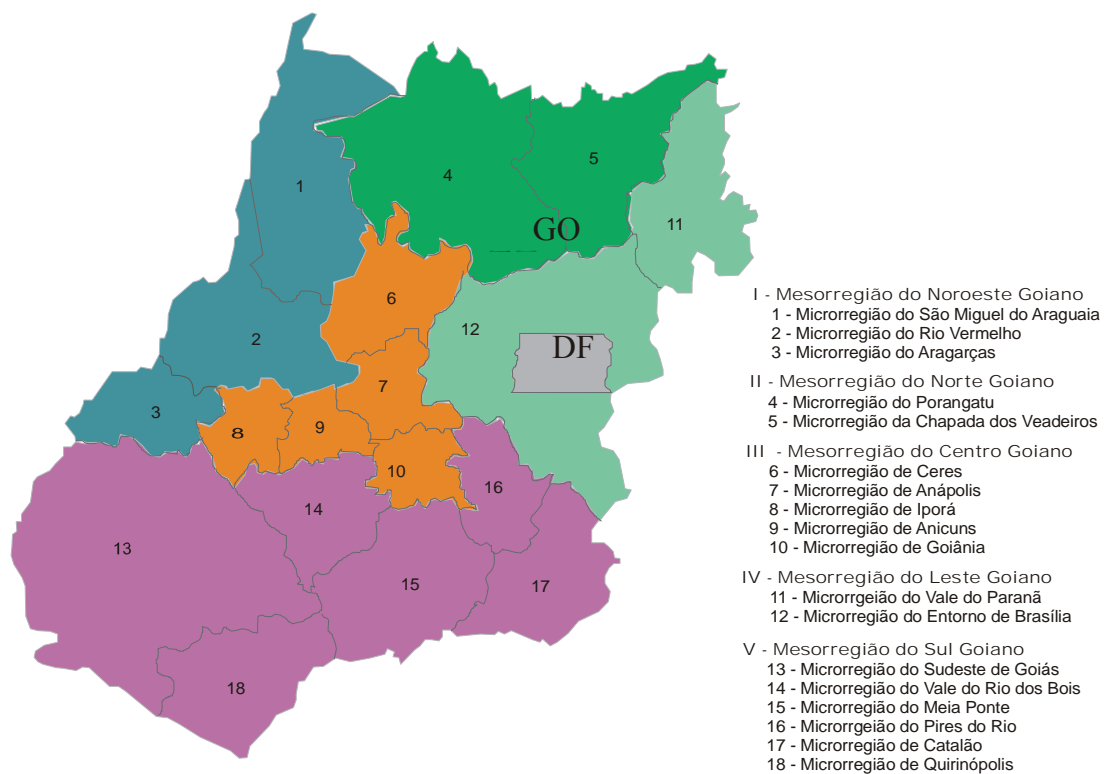 1
4
5
GO
11
6
12
DF
2
7
3
8
9
10
16
14
13
15
17
18
I - Mesorregião do Noroeste Goiano
1 - Microrregião do São Miguel do Araguaia
2 - Microrregião do Rio Vermelho
3 - Microrregião do Aragarças
II - Mesorregião do Norte Goiano
4 - Microrregião do Porangatu
5 - Microrregião da Chapada dos Veadeiros
III - Mesorregião do Centro Goiano
6 - Microrregião de Ceres
7 - Microrregião de Anápolis
8 - Microrregião de Iporá
9 - Microrregião de Anicuns
10 - Microrregião de Goiânia
IV - Mesorregião do Leste Goiano
11 - Microrrgeião do Vale do Paranã
12 - Microrregião do Entorno de Brasília
V - Mesorregião do Sul Goiano
13 - Microrregião do Sudeste de Goiás
14 - Microrregião do Vale do Rio dos Bois
15 - Microrregião do Meia Ponte
16 - Microrrgeião do Pires do Rio
17 - Microrregião de Catalão
18 - Microrregião de Quirinópolis